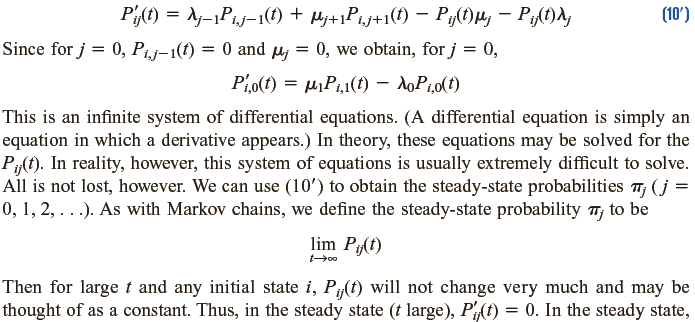 P′ij(t) = λj−1Pi,j−1(t) + μj+1Pi,j+1(t) − Pij(t)μj − Pij(t)λj (10′)
Since for j = 0, Pi,j−1(t) = 0 and μj = 0, we obtain, for j = 0,
P′i,0(t) = μ1Pi,1(t) − λ0Pi,0(t)
This is an infinite system of differential equations. (A differential equation is simply an
equation in which a derivative appears.) In theory, these equations may be solved for the
Pij(t). In reality, however, this system of equations is usually extremely difficult to solve.
All is not lost, however. We can use (10′) to obtain the steady-state probabilities πj (j =
0, 1, 2, . . .). As with Markov chains, we define the steady-state probability πj to be
lim Pij(t)
t→∞
Then for large t and any initial state i, Pij(t) will not change very much and may be
thought of as a constant. Thus, in the steady state (t large), P′ij(t) = 0. In the steady state,